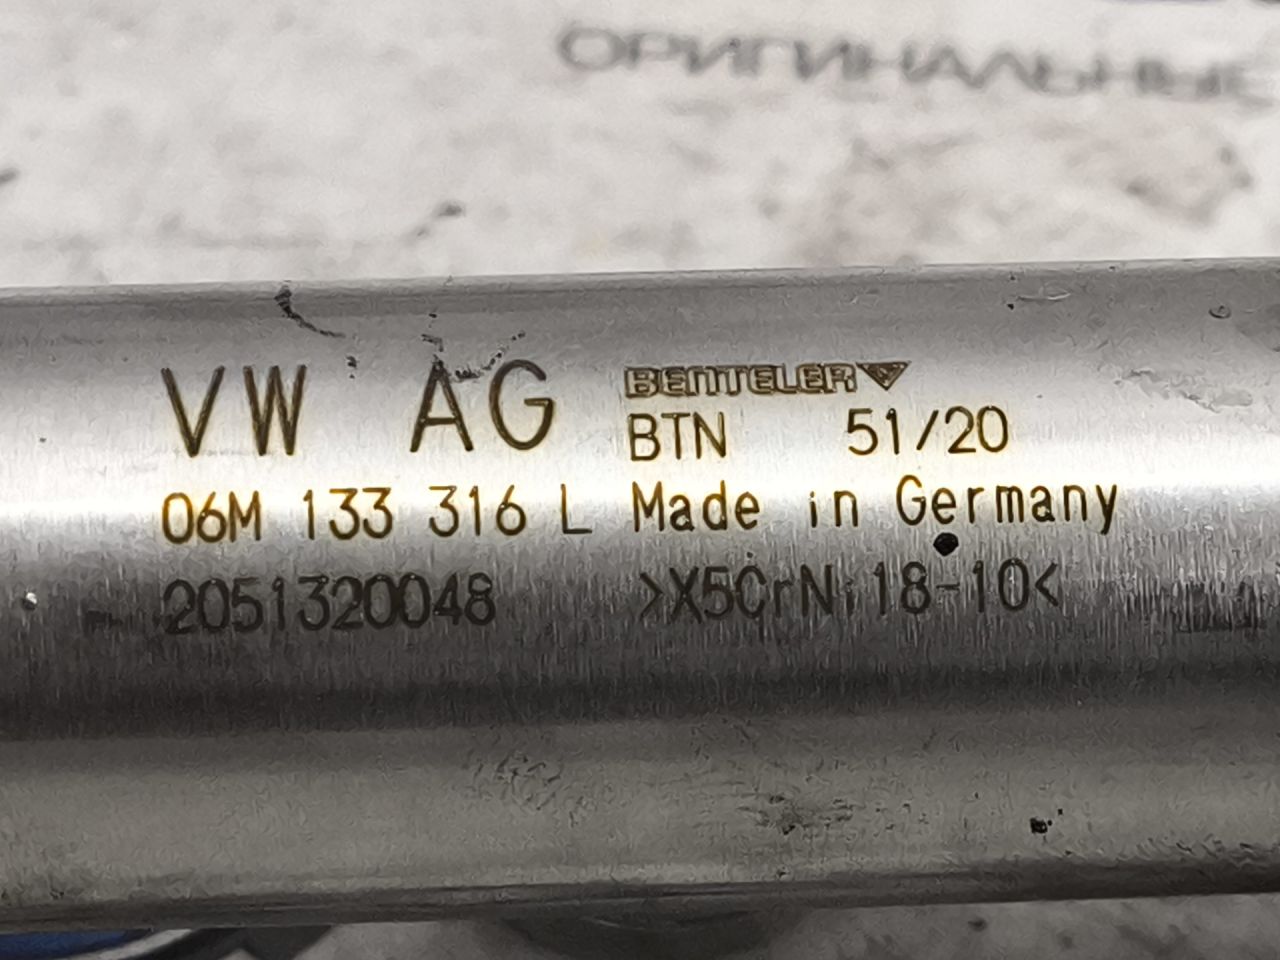 ОРИГИНАЛЬНЫЕ
VW AG BENTELER
BTN 51/20
06M 133 316 L Made in Germany
2051320048 >X5CrNi18-10<